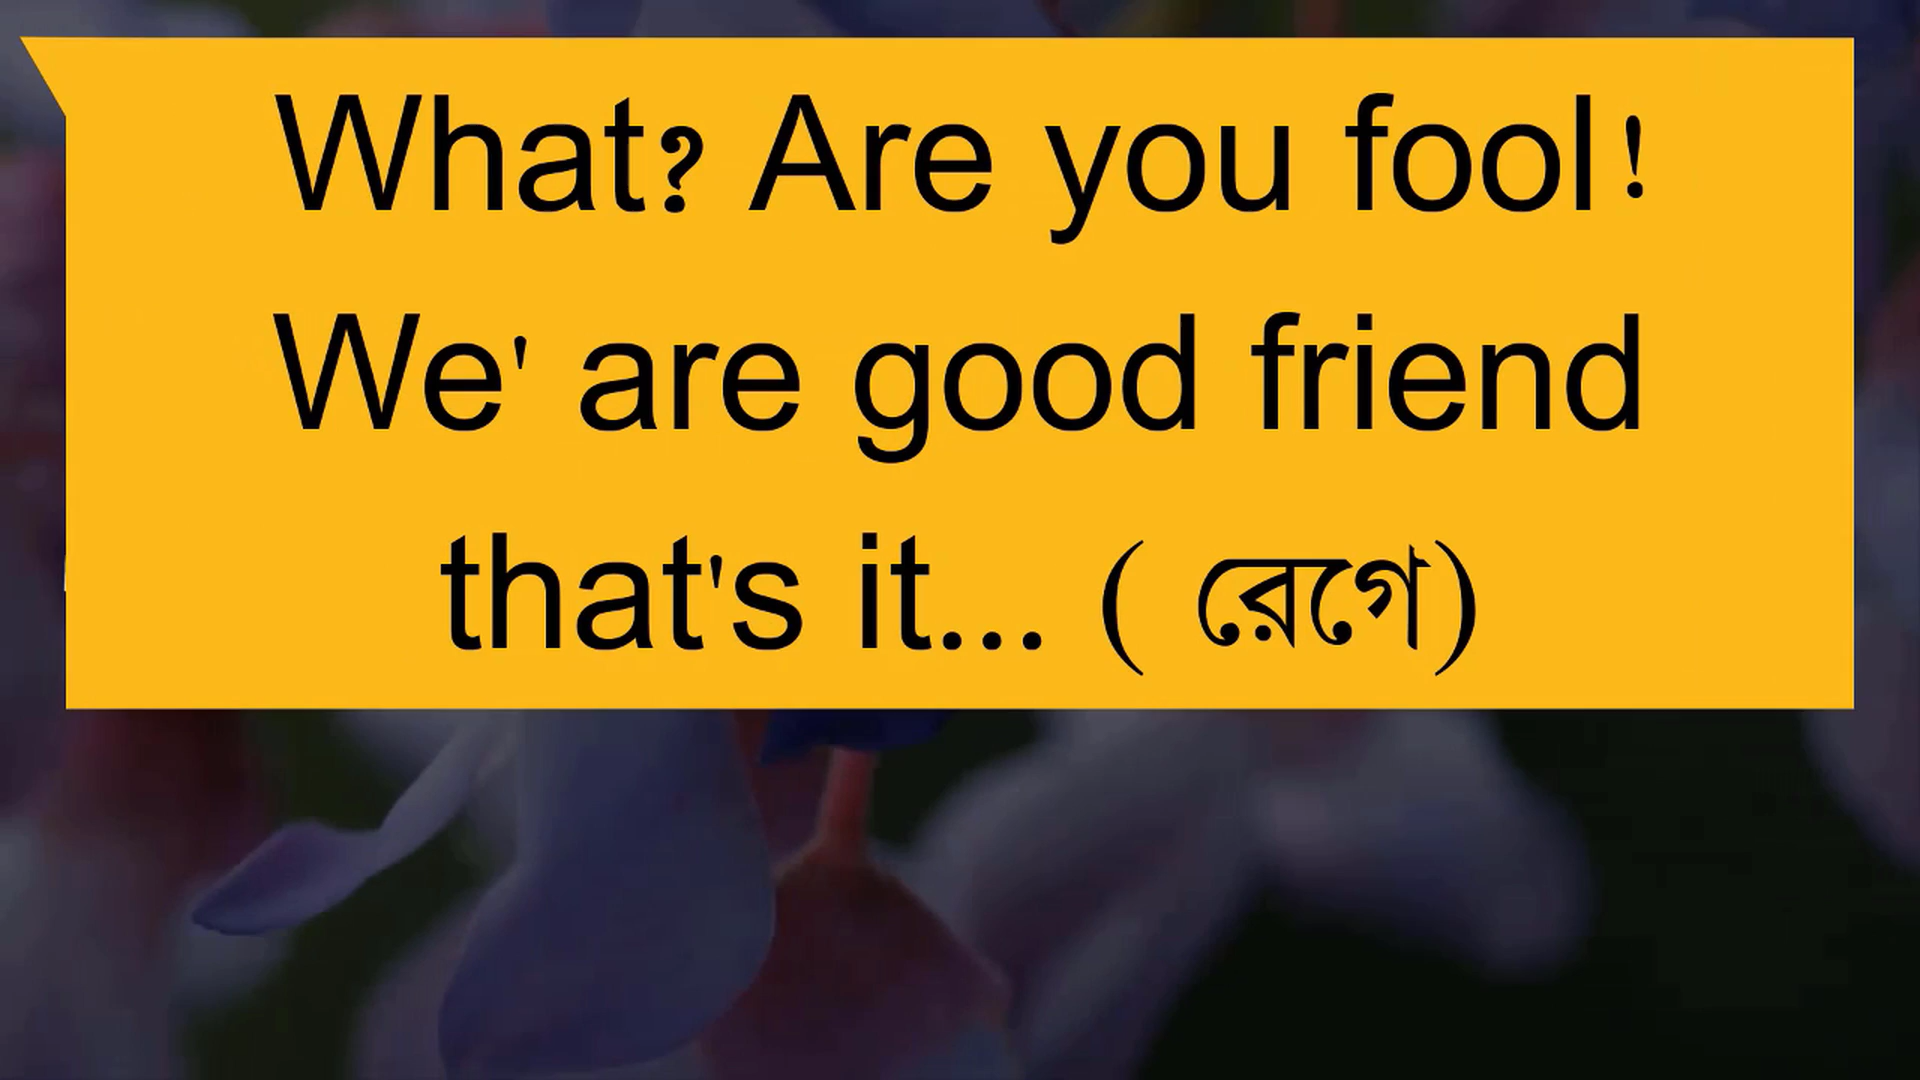 What? Are you fool!
We' are good friend
that's it... ( রেগে)